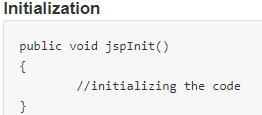 Initialization
public void jspInit()
{
//initializing the code
}